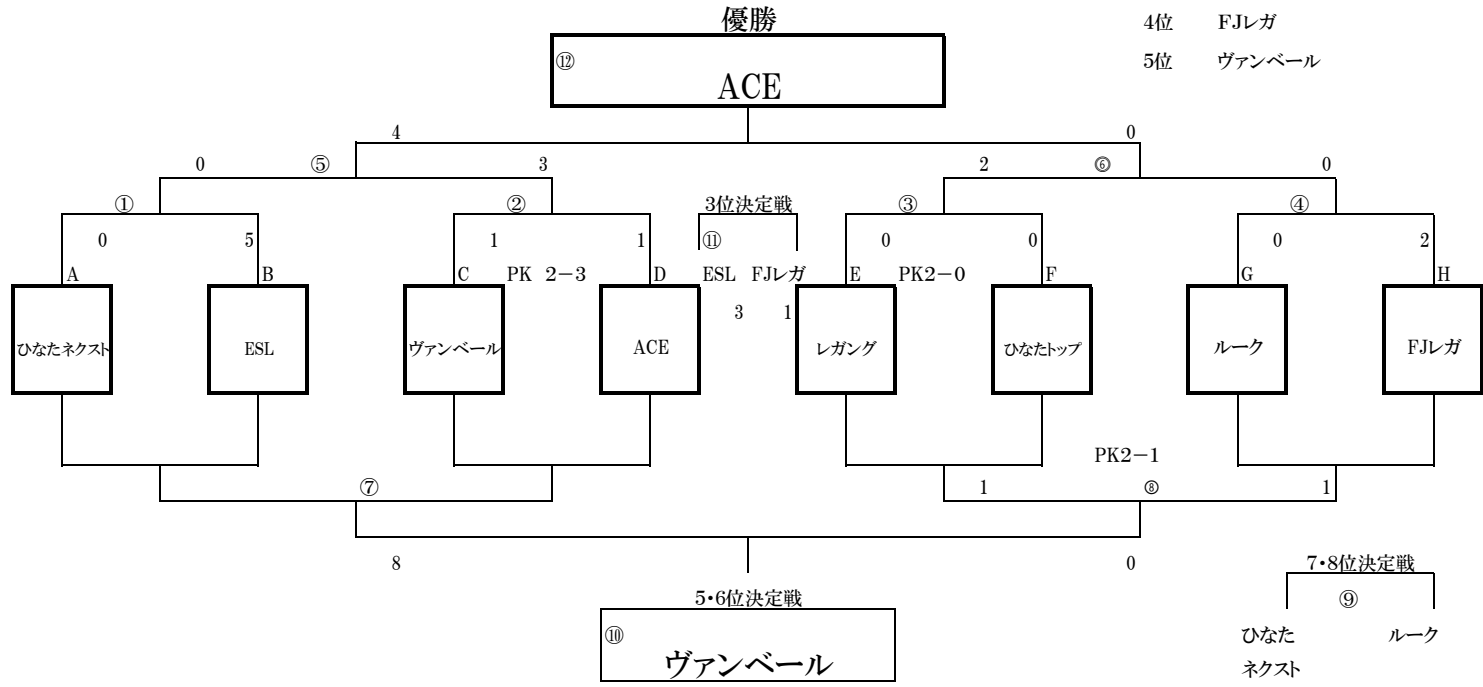 優勝
4位 FJレガ
⑫
5位 ヴァンベール
ACE
4 0
0 ⑤ 3 2 ⑥ 0
① ② 3位決定戦 ③ ④
0 5 1 1 ⑪ 0 0 0 2
A B C PK 2-3 D ESL FJレガ E PK2-0 F G H
3 1
ひなたネクスト ESL ヴァンベール ACE レガング ひなたトップ ルーク FJレガ
PK2-1
⑦ 1 ⑧ 1
8 0 7・8位決定戦
5・6位決定戦 ⑨
⑩ ひなた ルーク
ヴァンベール ネクスト